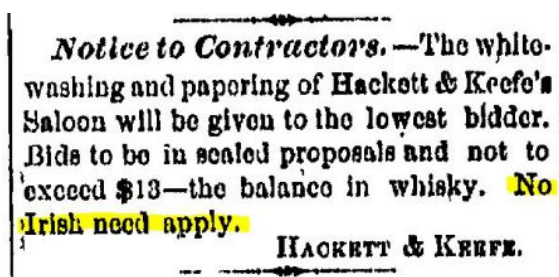 Notice to Contractors.—The white-
washing and papering of Hackett & Keefe's
Saloon will be given to the lowest bidder.
Bids to be in sealed proposals and not to
exceed $13—the balance in whisky. No
Irish need apply.
HACKETT & KEEFE.